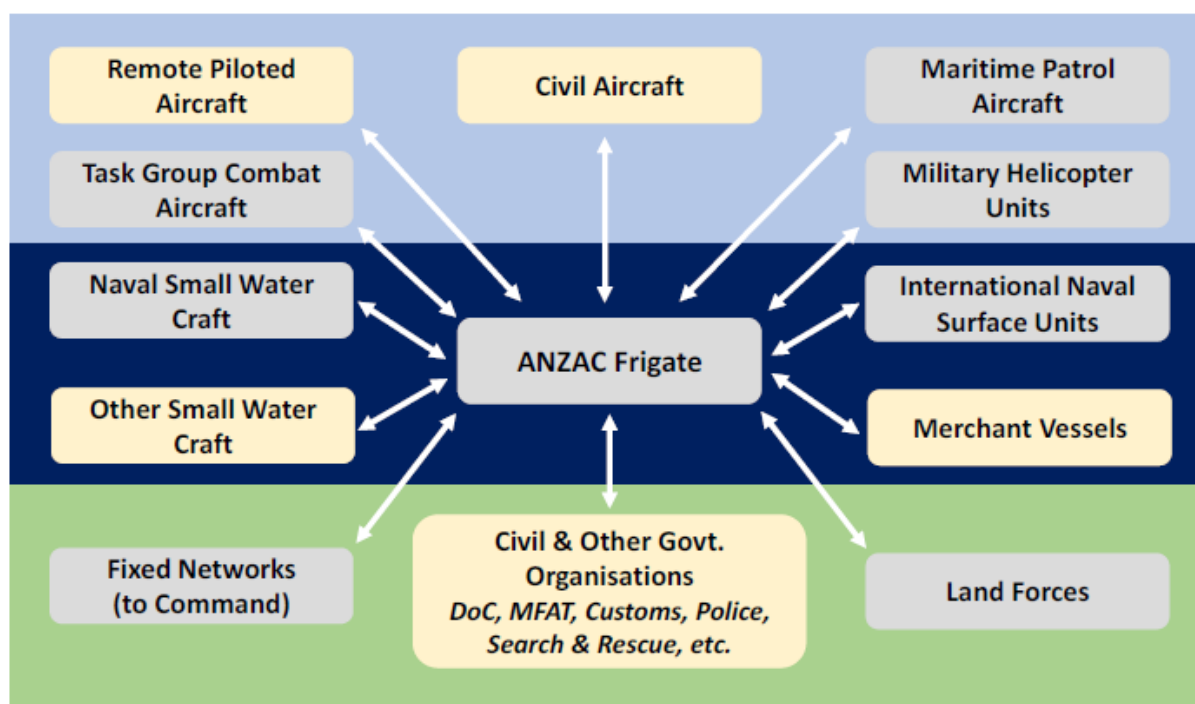 Remote Piloted
Aircraft
Civil Aircraft
Maritime Patrol
Aircraft
Task Group Combat
Aircraft
Military Helicopter
Units
Naval Small Water
Craft
International Naval
Surface Units
ANZAC Frigate
Other Small Water
Craft
Merchant Vessels
Fixed Networks
(to Command)
Civil & Other Govt.
Organisations
DoC, MFAT, Customs, Police,
Search & Rescue, etc.
Land Forces